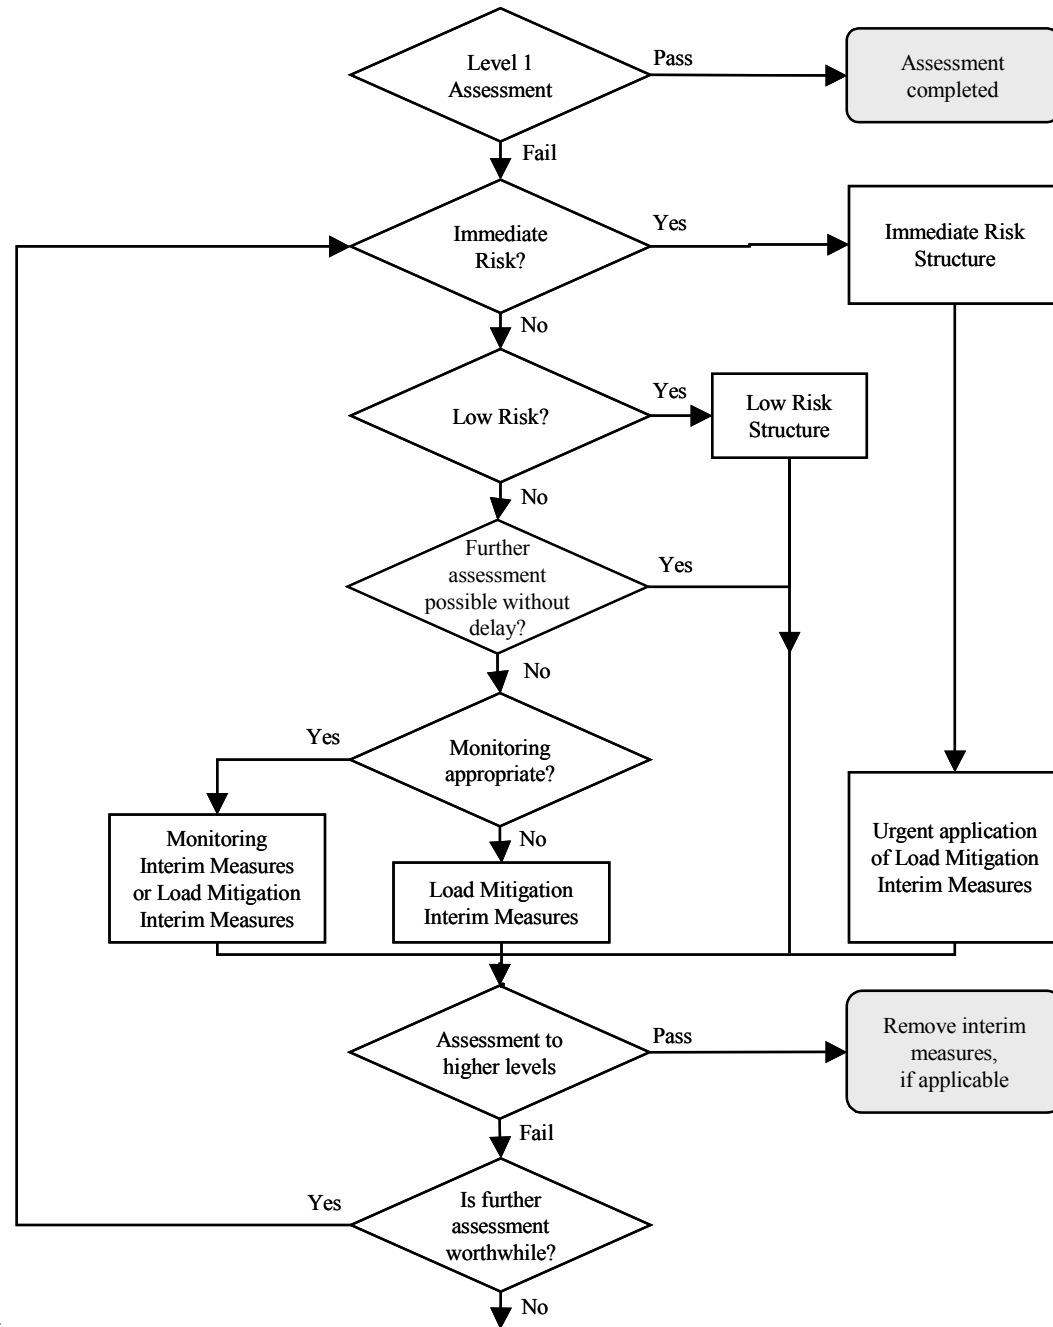 Level 1
Assessment
Pass
Assessment
completed
Fail
Immediate
Risk?
Yes
Immediate Risk
Structure
No
Low Risk?
Yes
Low Risk
Structure
No
Further
assessment
possible without
delay?
Yes
No
Yes
Monitoring
appropriate?
No
Monitoring
Interim Measures
or Load Mitigation
Interim Measures
Load Mitigation
Interim Measures
Urgent application
of Load Mitigation
Interim Measures
Assessment to
higher levels
Pass
Remove interim
measures,
if applicable
Fail
Yes
Is further
assessment
worthwhile?
No